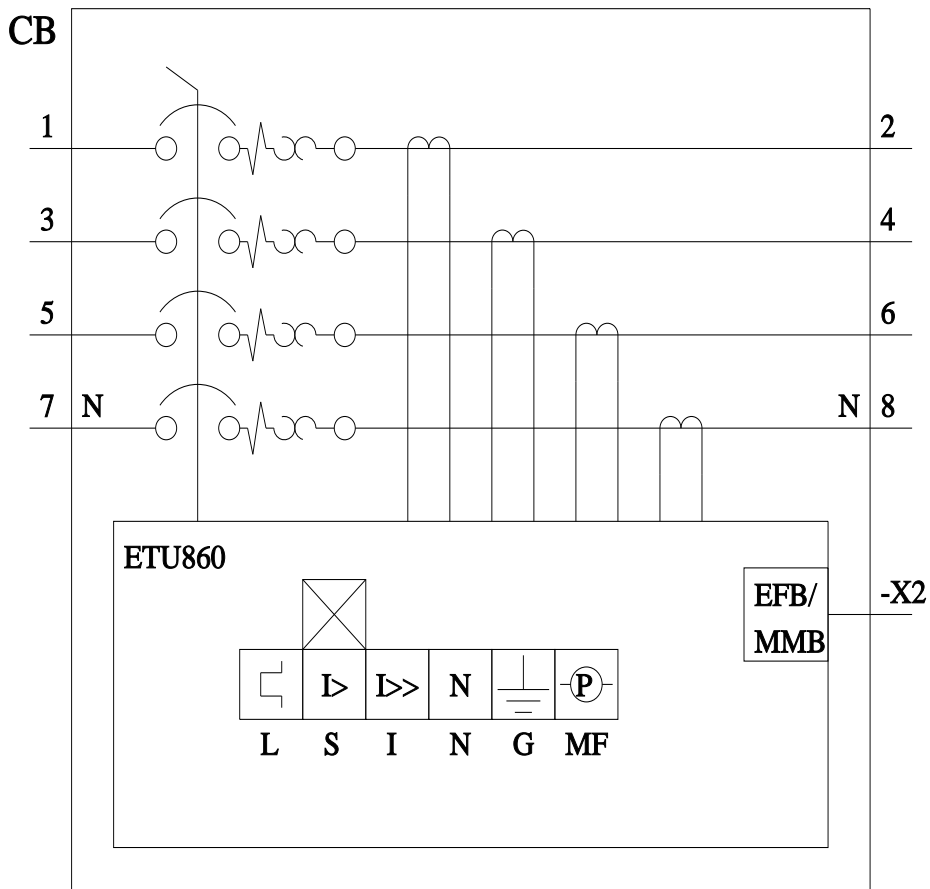 CB
1 2
3 4
5 6
7 N N 8
ETU860
EFB/ -X2
MMB
I> I>> N P
L S I N G MF